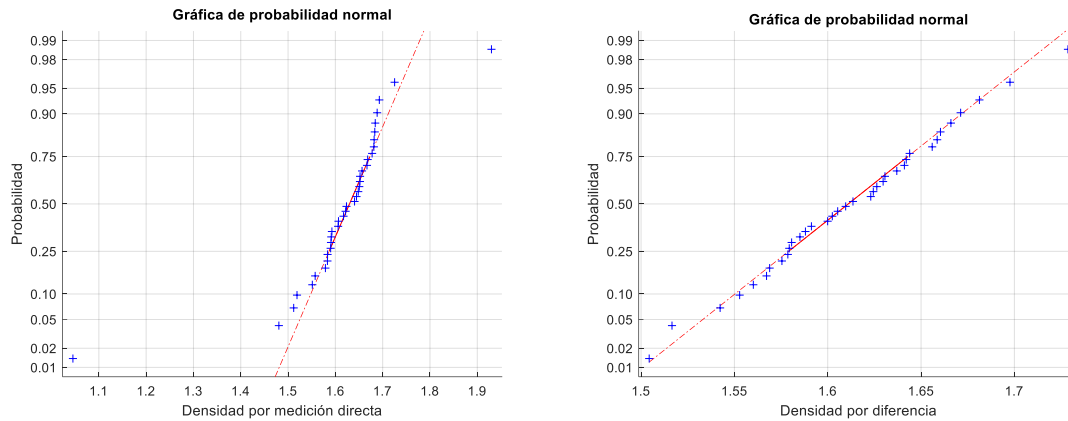 Gráfica de probabilidad normal
0.99
0.98
0.95
0.90
0.75
0.50
0.25
0.10
0.05
0.02
0.01
Probabilidad
1.1 1.2 1.3 1.4 1.5 1.6 1.7 1.8 1.9
Densidad por medición directa
Gráfica de probabilidad normal
0.99
0.98
0.95
0.90
0.75
0.50
0.25
0.10
0.05
0.02
0.01
Probabilidad
1.5 1.55 1.6 1.65 1.7
Densidad por diferencia